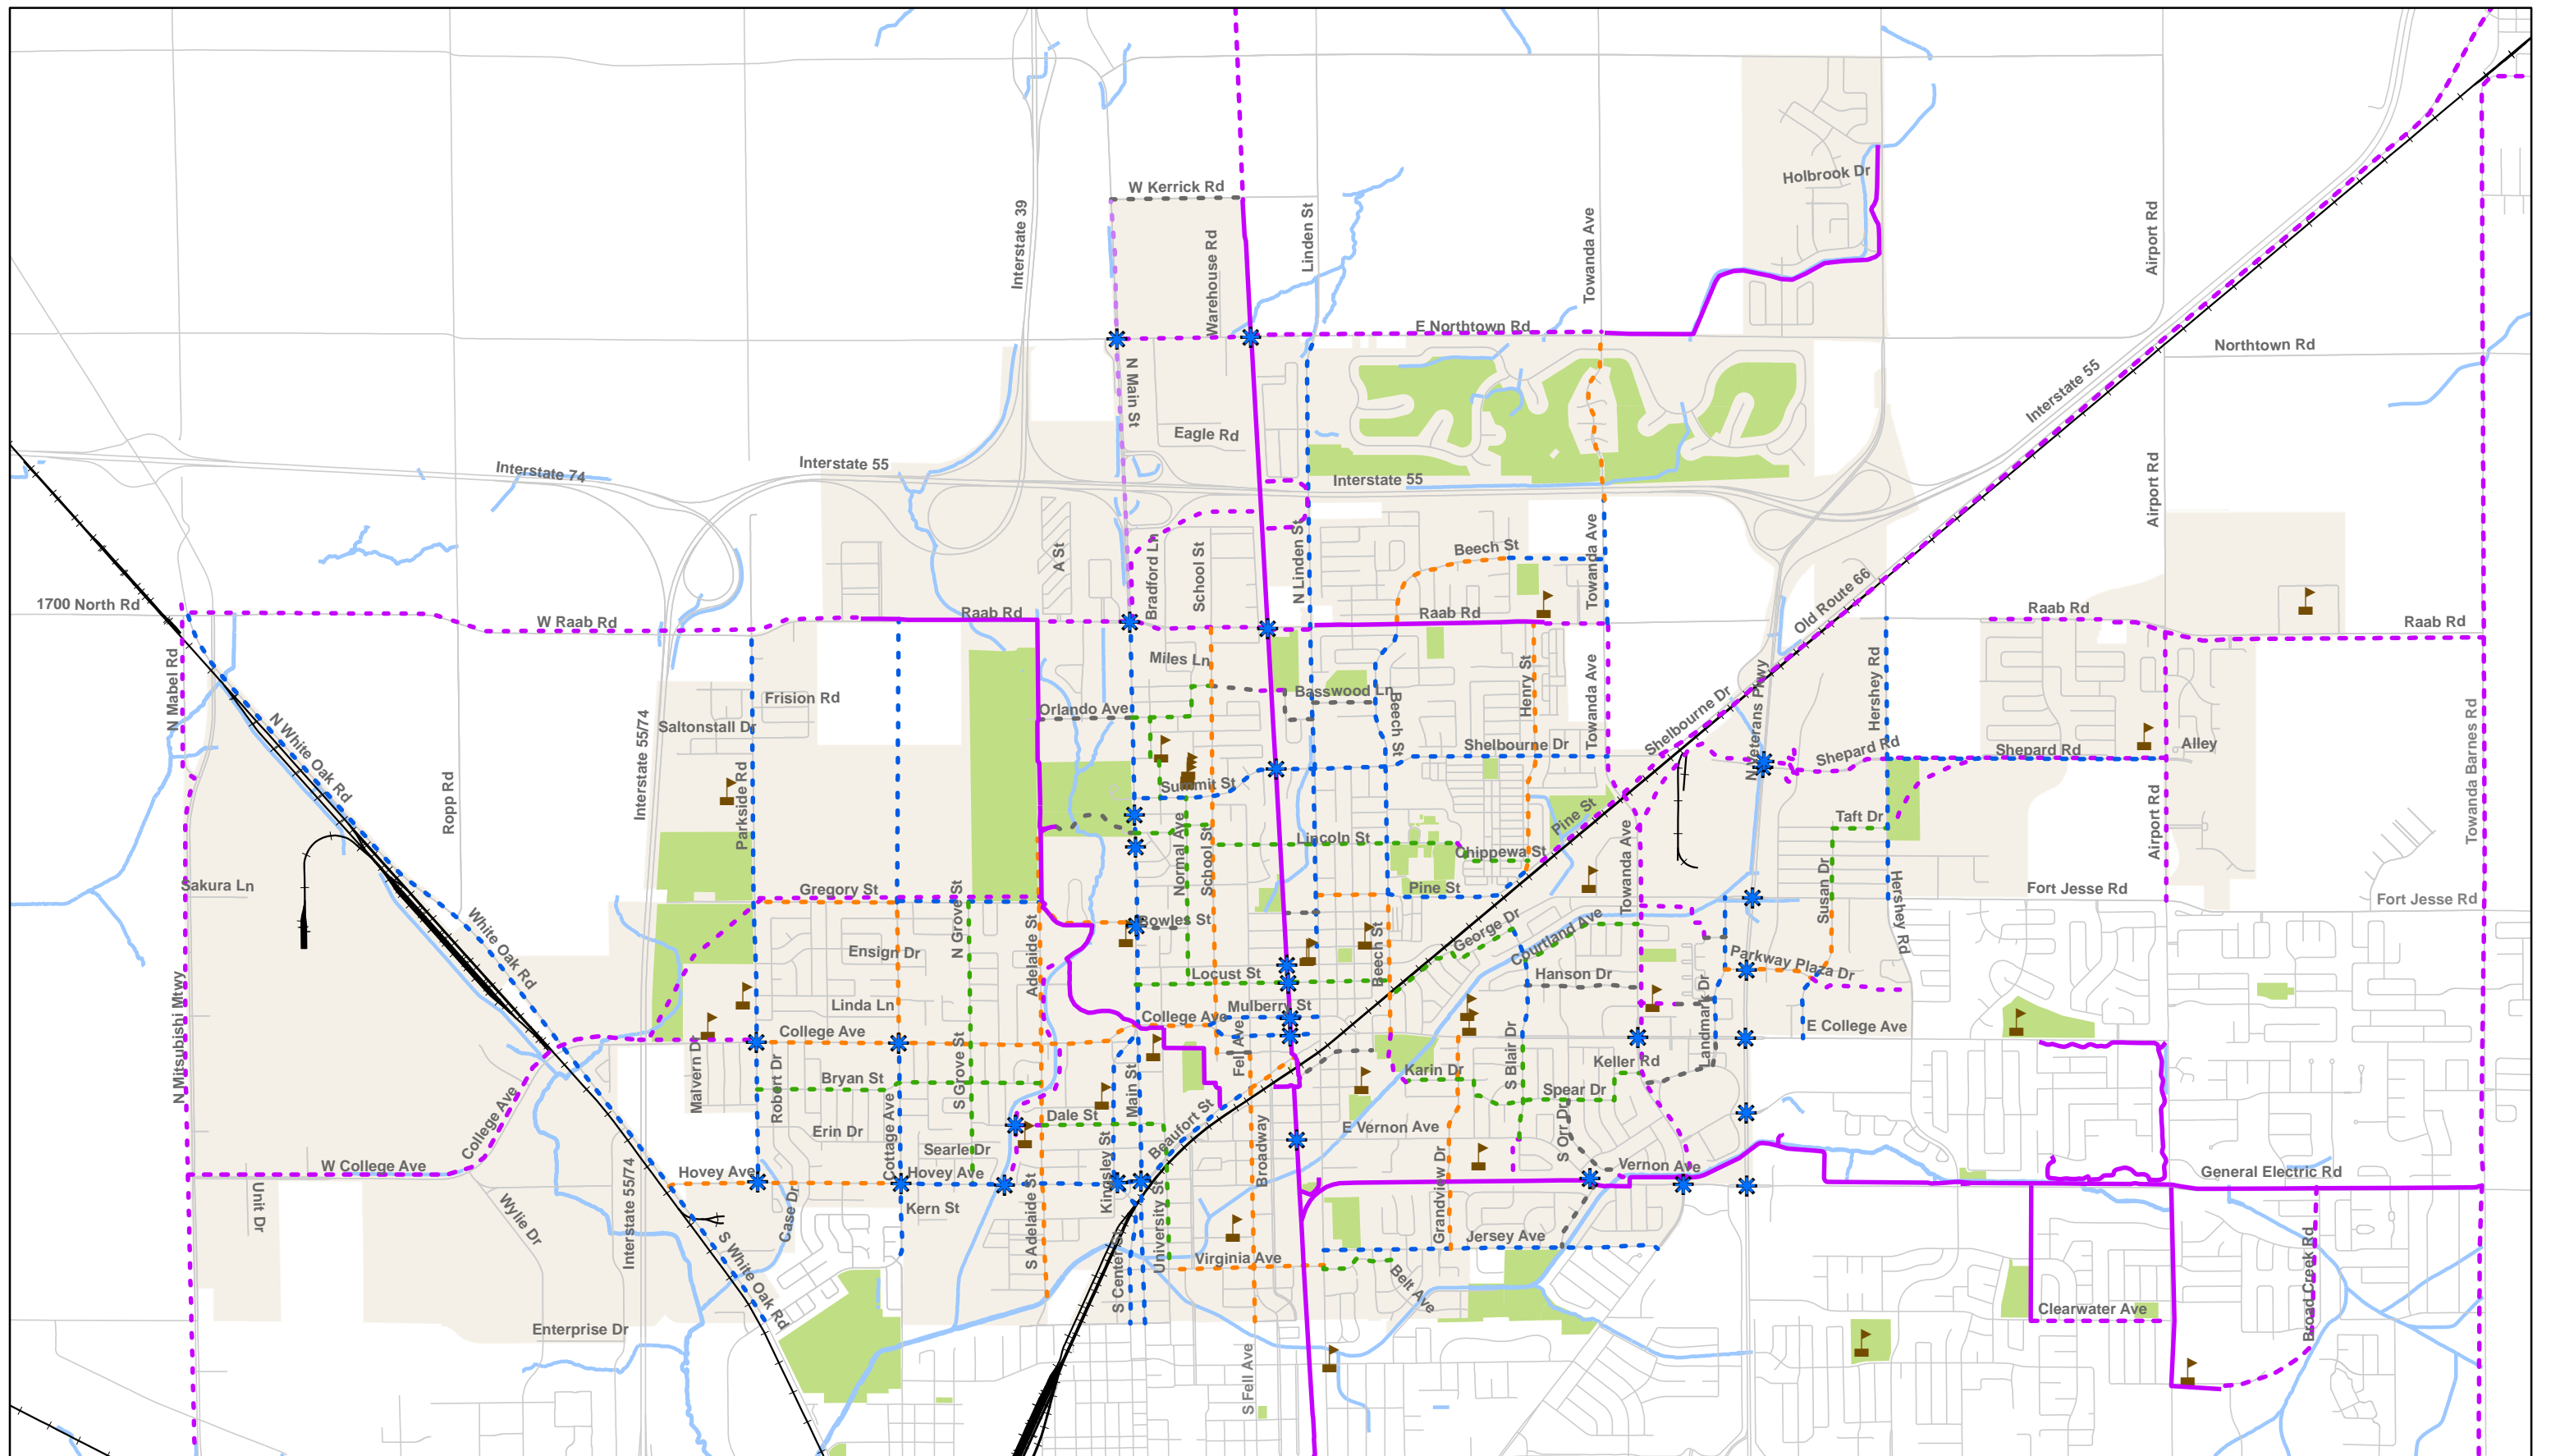 W Kerrick Rd
Holbrook Dr
Interstate 39
Warehouse Rd
Linden St
Towanda Ave
Airport Rd
E Northtown Rd
Northtown Rd
N Main St
Interstate 55
Eagle Rd
Interstate 74
Interstate 55
Interstate 55
Airport Rd
A St
Bradford Ln
School St
N Linden St
Beech St
Towanda Ave
1700 North Rd
W Raab Rd
Raab Rd
Raab Rd
Old Route 66
Raab Rd
Raab Rd
N Mabel Rd
Miles Ln
Basswood Ln
Henry St
Towanda Ave
Hershey Rd
Frision Rd
Saltonstall Dr
Orlando Ave
Beech St
Shelbourne Dr
Shelbourne Dr
N Veterans Pkwy
Shepard Rd
Shepard Rd
Alley
Towanda Barnes Rd
N White Oak Rd
Interstate 55/74
Ropp Rd
Parkside Rd
Summit St
Normal Ave
School St
Lincoln St
Chippewa St
Pine St
Taft Dr
Airport Rd
Sakura Ln
Gregory St
Pine St
Towanda Ave
Susan Dr
Fort Jesse Rd
Fort Jesse Rd
White Oak Rd
N Grove St
Bowles St
Ensign Dr
Adelaide St
Beech St
George Dr
Courtland Ave
Hershey Rd
Parkway Plaza Dr
Locust St
Hanson Dr
N Mitsubishi Mtwy
Linda Ln
Mulberry St
College Ave
College Ave
Fell Ave
Landmark Dr
E College Ave
Malvern Dr
Robert Dr
Bryan St
S Grove St
Main St
Karin Dr
S Blair Dr
Keller Rd
Spear Dr
College Ave
Erin Dr
Cottage Ave
Searle Dr
Dale St
Beaufort St
Broadway
E Vernon Ave
S Orr Dr
W College Ave
Hovey Ave
Hovey Ave
Kingsley St
Vernon Ave
General Electric Rd
Unit Dr
Wylie Dr
Interstate 55/74
Case Dr
Kern St
S Adelaide St
University St
Grandview Dr
Jersey Ave
Virginia Ave
S White Oak Rd
Belt Ave
Broad Creek Rd
Clearwater Ave
Enterprise Dr
S Fell Ave